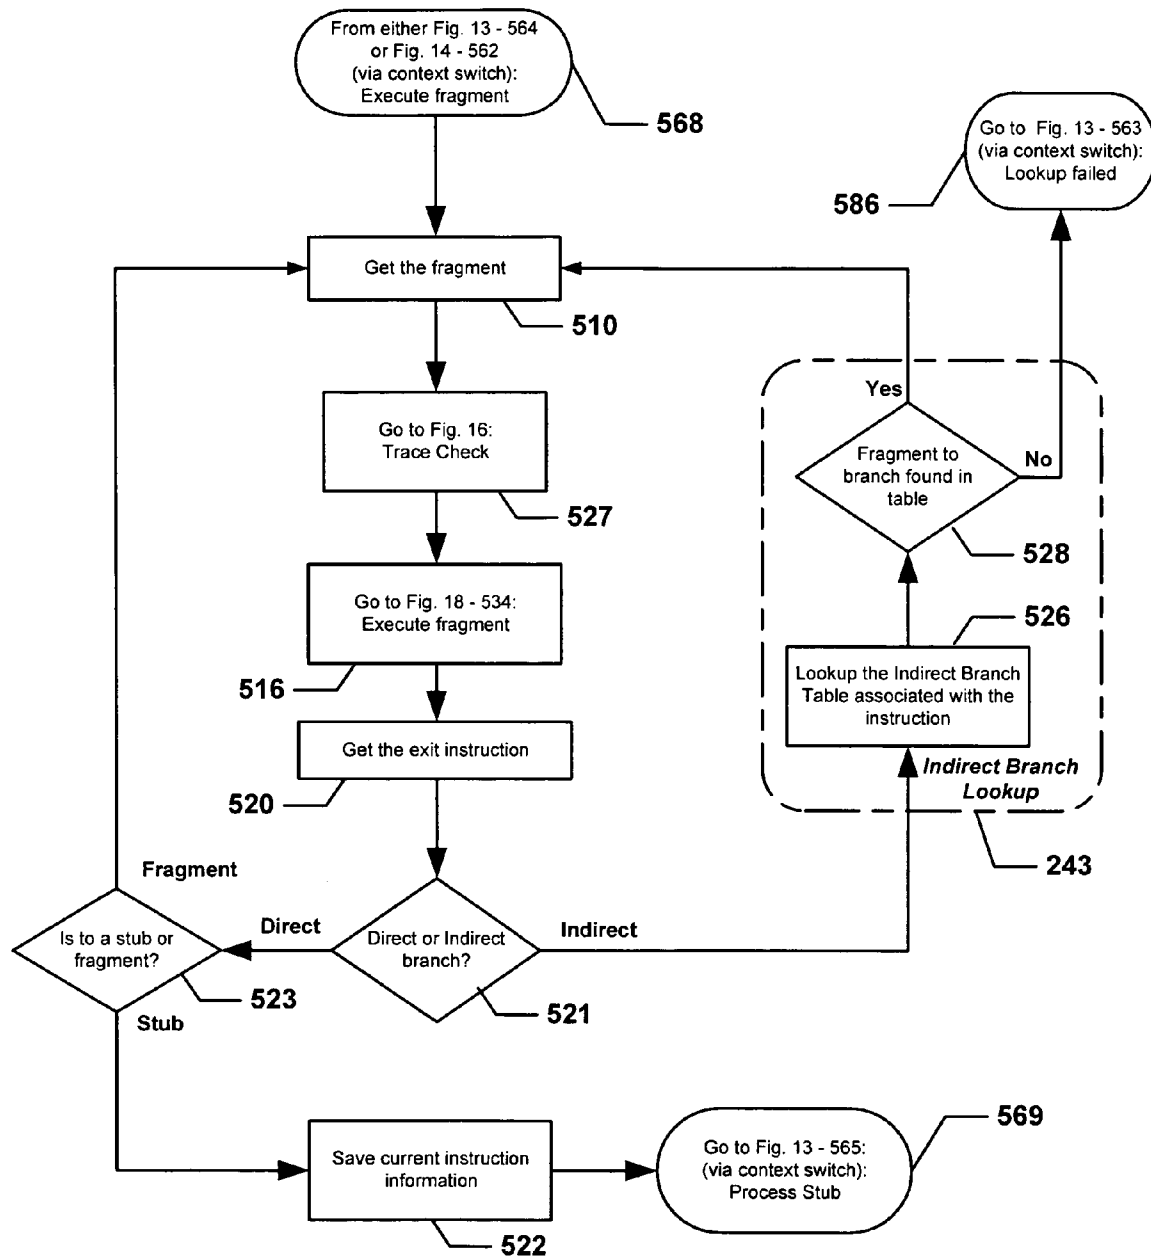 From either Fig. 13 - 564
or Fig. 14 - 562
(via context switch):
Execute fragment
568
Go to Fig. 13 - 563
(via context switch):
Lookup failed
586
Get the fragment
510
Go to Fig. 16:
Trace Check
527
Yes
Fragment to
branch found in
table
No
528
Go to Fig. 18 - 534:
Execute fragment
516
526
Lookup the Indirect Branch
Table associated with the
instruction
Indirect Branch
Lookup
243
Get the exit instruction
520
Fragment
Is to a stub or
fragment?
523
Stub
Direct
Direct or Indirect
branch?
521
Indirect
Save current instruction
information
522
Go to Fig. 13 - 565:
(via context switch):
Process Stub
569